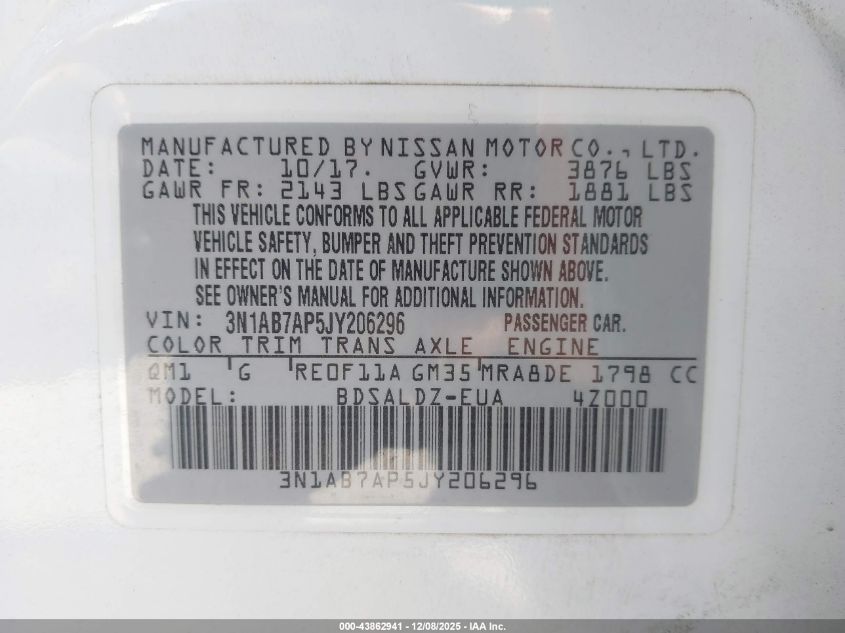 MANUFACTURED BY NISSAN MOTOR CO., LTD.
DATE: 10/17. GVWR: 3876 LBS
GAWR FR: 2143 LBS GAWR RR: 1881 LBS
THIS VEHICLE CONFORMS TO ALL APPLICABLE FEDERAL MOTOR
VEHICLE SAFETY, BUMPER AND THEFT PREVENTION STANDARDS
IN EFFECT ON THE DATE OF MANUFACTURE SHOWN ABOVE.
SEE OWNER'S MANUAL FOR ADDITIONAL INFORMATION.
VIN: 3N1AB7AP5JY206296 PASSENGER CAR.
COLOR TRIM TRANS AXLE ENGINE
QM1 G RE0F11A GM35 MRA8DE 1798 CC
MODEL: BDSALDZ-EUA 4Z000
3N1AB7AP5JY206296
000-43862941 - 12/08/2025 - IAA Inc.